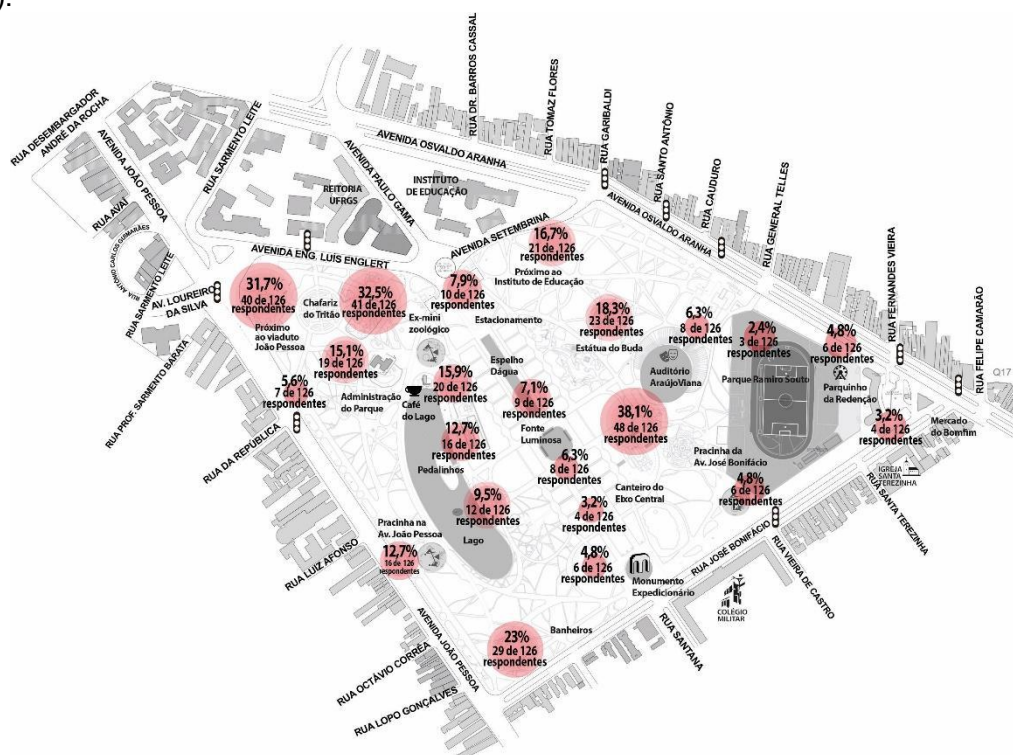 ).
RUA DESEMBARGADOR
ANDRÉ DA ROCHA
AVENIDA JOÃO PESSOA
RUA AVAÍ
RUA ANTÔNIO CARLOS GUIMARÃES
RUA SARMENTO LEITE
RUA SARMENTO LEITE
AV. LOUREIRO
DA SILVA
RUA PROF. SARMENTO BARATA
RUA DR. BARROS CASSAL
RUA TOMAZ FLORES
RUA GARIBALDI
RUA SANTO ANTÔNIO
RUA CAUDURO
RUA GENERAL TELLES
RUA FERNANDES VIEIRA
RUA FELIPE CAMARÃO
AVENIDA OSVALDO ARANHA
AVENIDA OSVALDO ARANHA
AVENIDA PAULO GAMA
INSTITUTO
DE EDUCAÇÃO
REITORIA
UFRGS
AVENIDA SETEMBRINA
AVENIDA ENG. LUÍS ENGLERT
16,7%
21 de 126
respondentes
Próximo ao
Instituto de Educação
31,7%
40 de 126
respondentes
Próximo
ao viaduto
João Pessoa
Chafariz
do Tritão
32,5%
41 de 126
respondentes
7,9%
10 de 126
respondentes
Ex-mini
zoológico
Estacionamento
18,3%
23 de 126
respondentes
Estátua do Buda
6,3%
8 de 126
respondentes
2,4%
3 de 126
respondentes
4,8%
6 de 126
respondentes
Parque Ramiro Souto
Parquinho
da Redenção
Q17
15,1%
19 de 126
respondentes
Administração
do Parque
5,6%
7 de 126
respondentes
RUA DA REPÚBLICA
15,9%
20 de 126
respondentes
Café
do Lago
Espelho
Dágua
7,1%
9 de 126
respondentes
Auditório
Araújo Viana
38,1%
48 de 126
respondentes
3,2%
4 de 126
respondentes
Mercado
do Bomfim
12,7%
16 de 126
respondentes
Pedalinhos
Fonte
Luminosa
6,3%
8 de 126
respondentes
Pracinha da
Av. José Bonifácio
4,8%
6 de 126
respondentes
IGREJA
SANTA
TEREZINHA
RUA SANTA TEREZINHA
9,5%
12 de 126
respondentes
Lago
Canteiro do
Eixo Central
3,2%
4 de 126
respondentes
RUA JOSÉ BONIFÁCIO
RUA VIEIRA DE CASTRO
Pracinha na
Av. João Pessoa
12,7%
16 de 126
respondentes
RUA LUIZ AFONSO
4,8%
6 de 126
respondentes
Monumento
Expedicionário
COLÉGIO
MILITAR
RUA SANTANA
AVENIDA JOÃO PESSOA
Banheiros
23%
29 de 126
respondentes
RUA OCTÁVIO CORRÊA
RUA LOPO GONÇALVES